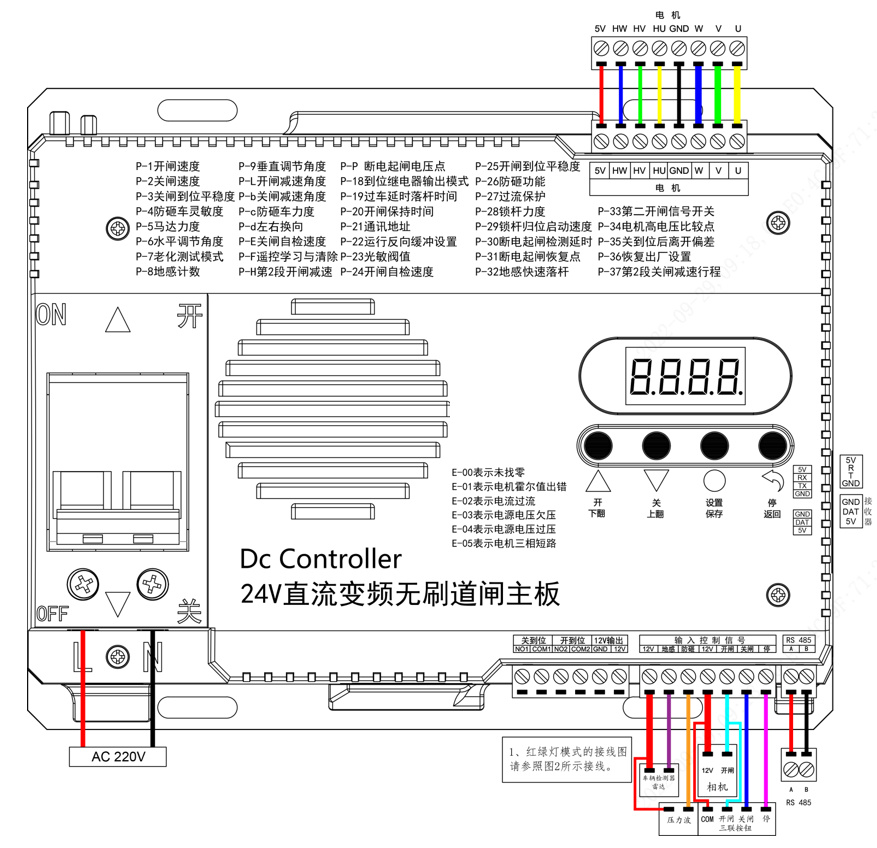 电 机
5V HW HV HU GND W V U
5V HW HV HU GND W V U
电 机
P-1开闸速度
P-2关闸速度
P-3关闸到位平稳度
P-4防砸车灵敏度
P-5马达力度
P-6水平调节角度
P-7老化测试模式
P-8地感计数
P-9垂直调节角度
P-L开闸减速角度
P-b关闸减速角度
P-c防砸车力度
P-d左右换向
P-E关闸自检速度
P-F遥控学习与清除
P-H第2段开闸减速
P-P 断电起闸电压点
P-18到位继电器输出模式
P-19过车延时落杆时间
P-20开闸保持时间
P-21通讯地址
P-22运行反向缓冲设置
P-23光敏阀值
P-24开闸自检速度
P-25开闸到位平稳度
P-26防砸功能
P-27过流保护
P-28锁杆力度
P-29锁杆归位启动速度
P-30断电起闸检测延时
P-31断电起闸恢复点
P-32地感快速落杆
P-33第二开闸信号开关
P-34电机高电压比较点
P-35关到位后离开偏差
P-36恢复出厂设置
P-37第2段关闸减速行程
ON 开
OFF 关
L N
AC 220V
8.8.8.8.
开
下翻
关
上翻
设置
保存
停
返回
5V
RX
TX
GND
GND
DAT
5V
5V
R
T
GND
GND
DAT
5V
接收器
E-00表示未找零
E-01表示电机霍尔值出错
E-02表示电流过流
E-03表示电源电压欠压
E-04表示电源电压过压
E-05表示电机三相短路
Dc Controller
24V直流变频无刷道闸主板
关到位 开到位 12V输出
NO1 COM1 NO2 COM2 GND 12V
输 入 控 制 信 号
12V 地感 防砸 12V 开闸 关闸 停
RS 485
A B
1、红绿灯模式的接线图
请参照图2所示接线。
车辆检测器
雷达
12V 开闸
相机
压力波
COM 开闸 关闸 停
三联按钮
A B
RS 485